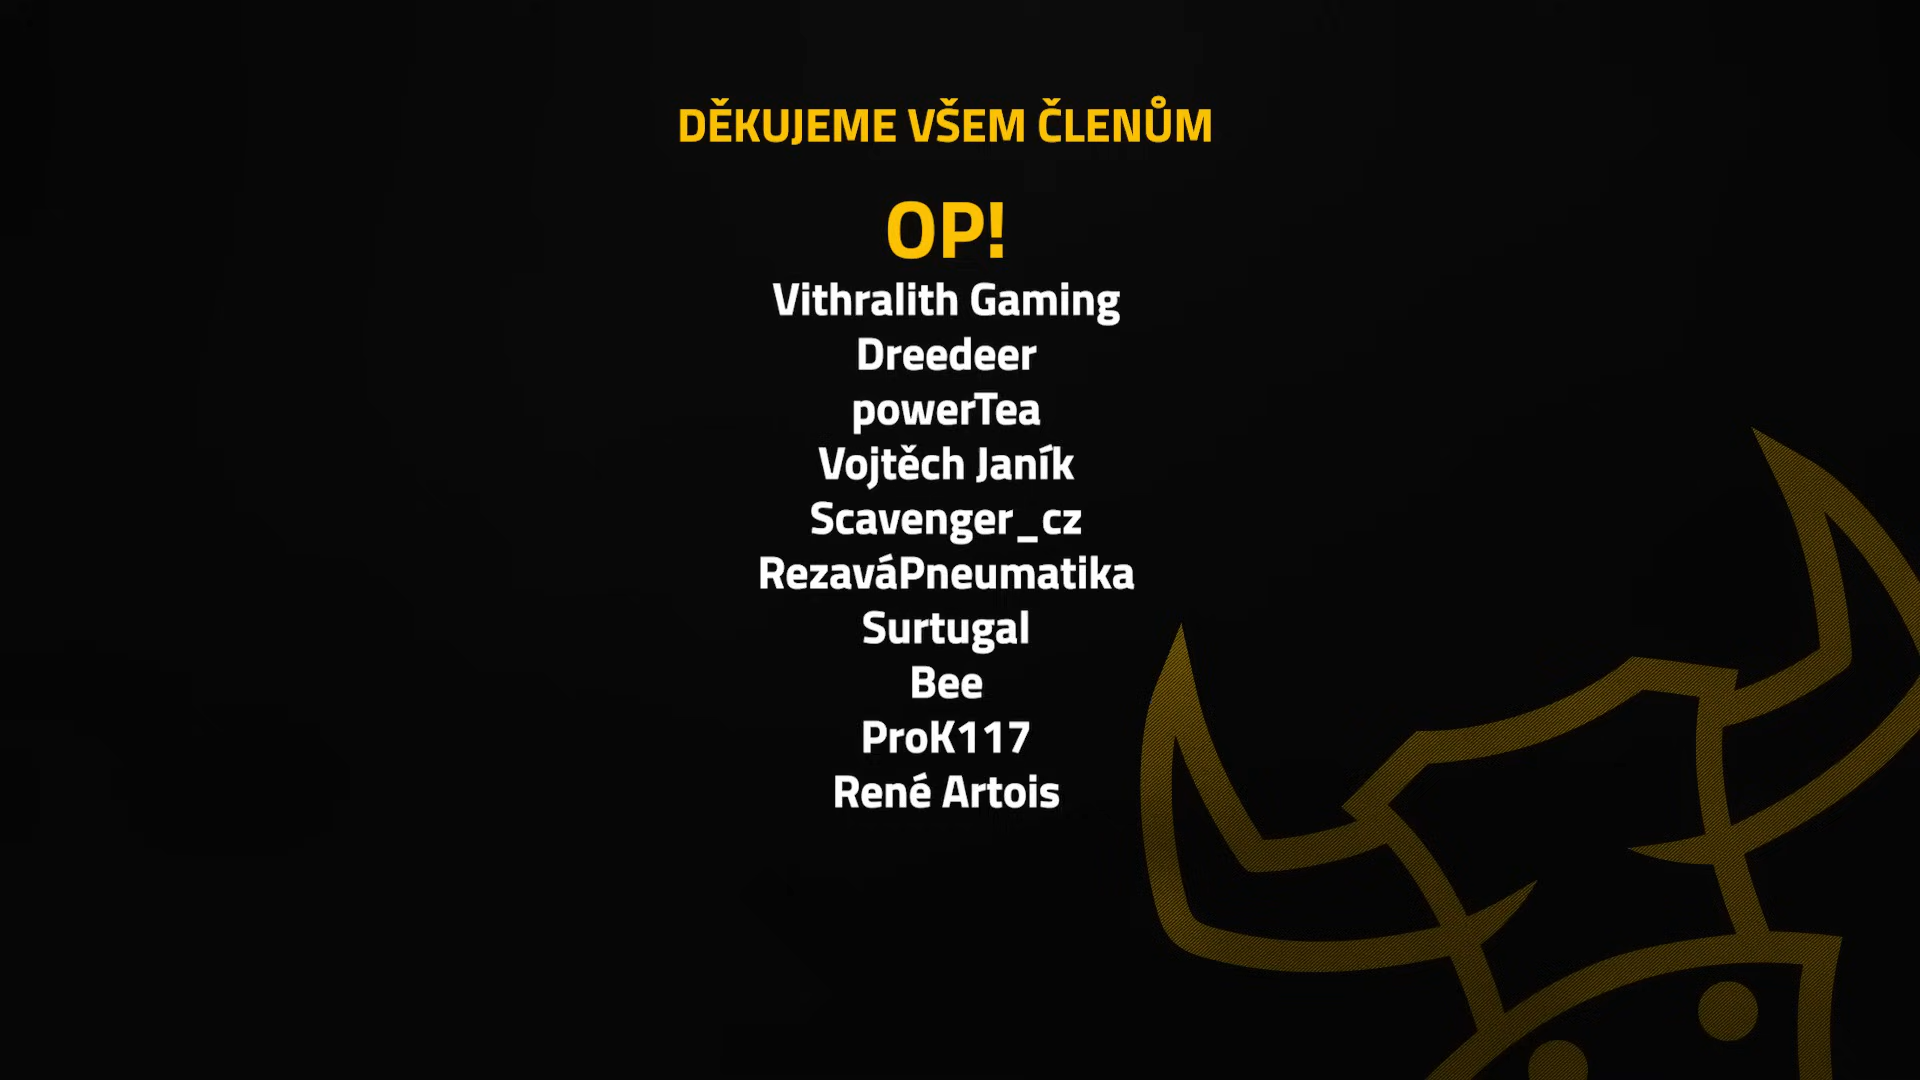 DĚKUJEME VŠEM ČLENŮM
OP!
Vithralith Gaming
Dreedeer
powerTea
Vojtěch Janík
Scavenger_cz
RezaváPneumatika
Surtugal
Bee
ProK117
René Artois